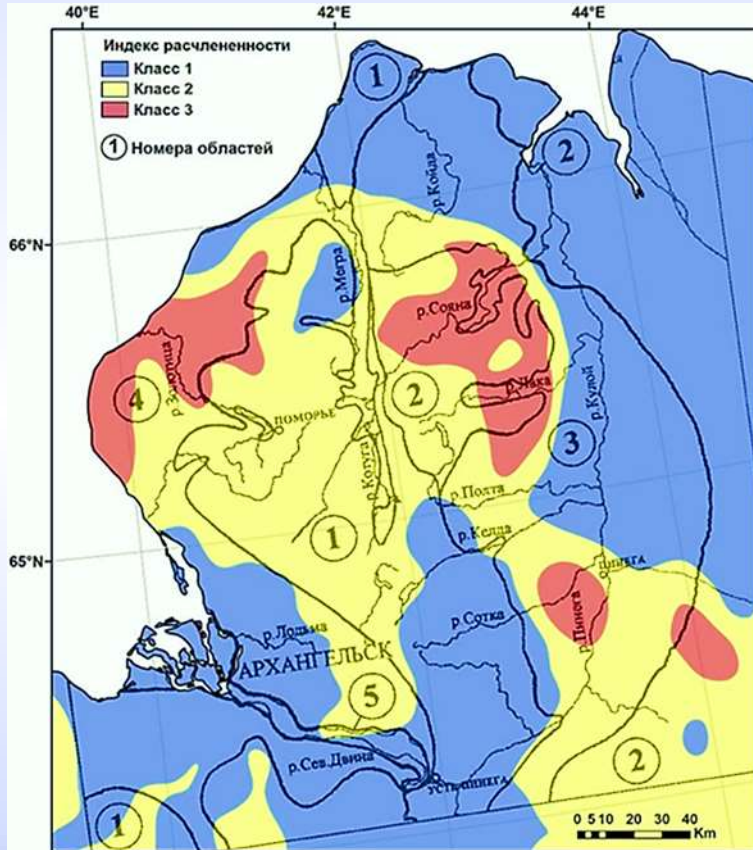 40°E
42°E
44°E
Индекс расчлененности
Класс 1
Класс 2
Класс 3
1 Номера областей
1
2
р.Койда
66°N
р.Мегра
р.Сояна
р.Золотица
4
2
р.Лака
р.Кулой
ПОМОРЬЕ
3
р.Котуга
р.Полта
1
р.Келда
65°N
ПИНЕГА
р.Сотка
р.Пинега
р.Лодьма
АРХАНГЕЛЬСК
5
2
р.Сев.Двина
УСТЬ-ПИНЕГА
1
0 5 10 20 30 40
Km